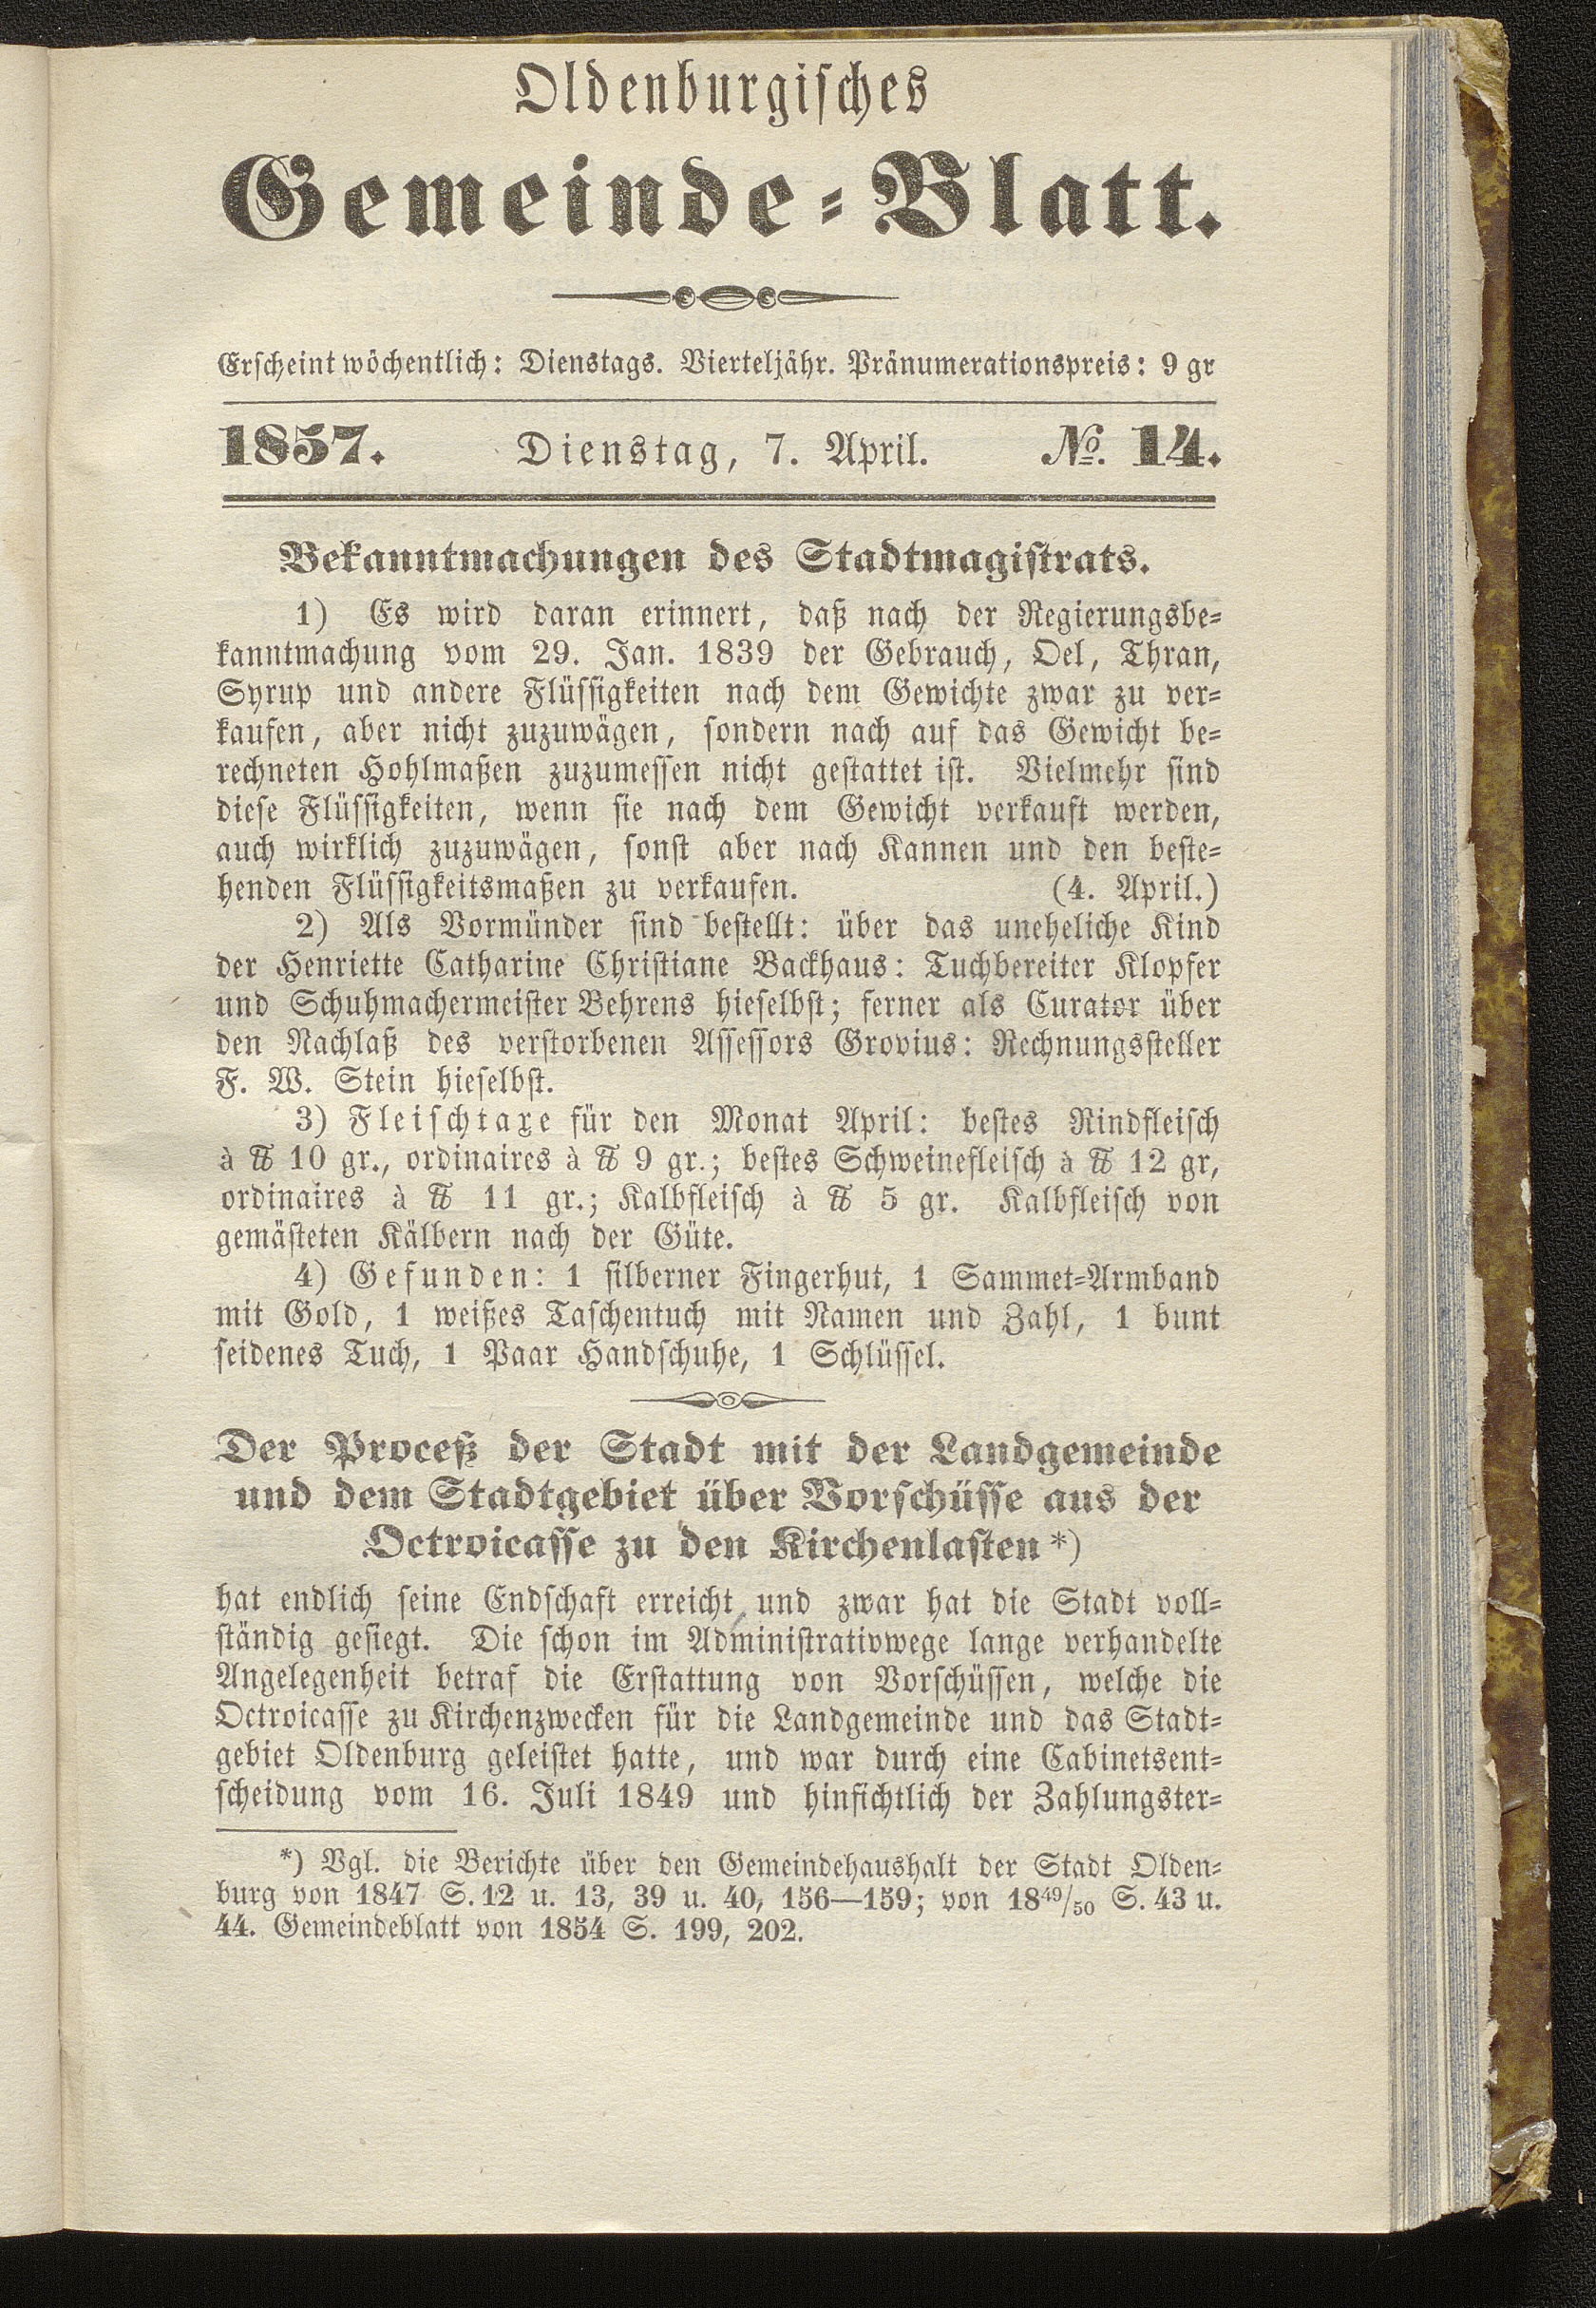 Oldenburgisches
Gemeinde-Blatt.
Erscheint wöchentlich: Dienstags. Vierteljähr. Pränumerationspreis: 9 gr
1857. Dienstag, 7. April. No. 14.
Bekanntmachungen des Stadtmagistrats.
1) Es wird daran erinnert, daß nach der Regierungsbe-
kanntmachung vom 29. Jan. 1839 der Gebrauch, Oel, Thran,
Syrup und andere Flüssigkeiten nach dem Gewichte zwar zu ver-
kaufen, aber nicht zuzuwägen, sondern nach auf das Gewicht be-
rechneten Hohlmaßen zuzumessen nicht gestattet ist. Vielmehr sind
diese Flüssigkeiten, wenn sie nach dem Gewicht verkauft werden,
auch wirklich zuzuwägen, sonst aber nach Kannen und den beste-
henden Flüssigkeitsmaßen zu verkaufen. (4. April.)
2) Als Vormünder sind bestellt: über das uneheliche Kind
der Henriette Catharine Christiane Backhaus: Tuchbereiter Klopfer
und Schuhmachermeister Behrens hieselbst; ferner als Curator über
den Nachlaß des verstorbenen Assessors Grovius: Rechnungssteller
F. W. Stein hieselbst.
3) Fleischtaxe für den Monat April: bestes Rindfleisch
à ℔ 10 gr., ordinaires à ℔ 9 gr.; bestes Schweinefleisch à ℔ 12 gr,
ordinaires à ℔ 11 gr.; Kalbfleisch à ℔ 5 gr. Kalbfleisch von
gemästeten Kälbern nach der Güte.
4) Gefunden: 1 silberner Fingerhut, 1 Sammet-Armband
mit Gold, 1 weißes Taschentuch mit Namen und Zahl, 1 bunt
seidenes Tuch, 1 Paar Handschuhe, 1 Schlüssel.
Der Proceß der Stadt mit der Landgemeinde
und dem Stadtgebiet über Vorschüsse aus der
Octroicasse zu den Kirchenlasten *)
hat endlich seine Endschaft erreicht und zwar hat die Stadt voll-
ständig gesiegt. Die schon im Administrativwege lange verhandelte
Angelegenheit betraf die Erstattung von Vorschüssen, welche die
Octroicasse zu Kirchenzwecken für die Landgemeinde und das Stadt-
gebiet Oldenburg geleistet hatte, und war durch eine Cabinetsent-
scheidung vom 16. Juli 1849 und hinsichtlich der Zahlungster-
*) Vgl. die Berichte über den Gemeindehaushalt der Stadt Olden-
burg von 1847 S. 12 u. 13, 39 u. 40, 156—159; von 18⁴⁹/₅₀ S. 43 u.
44. Gemeindeblatt von 1854 S. 199, 202.